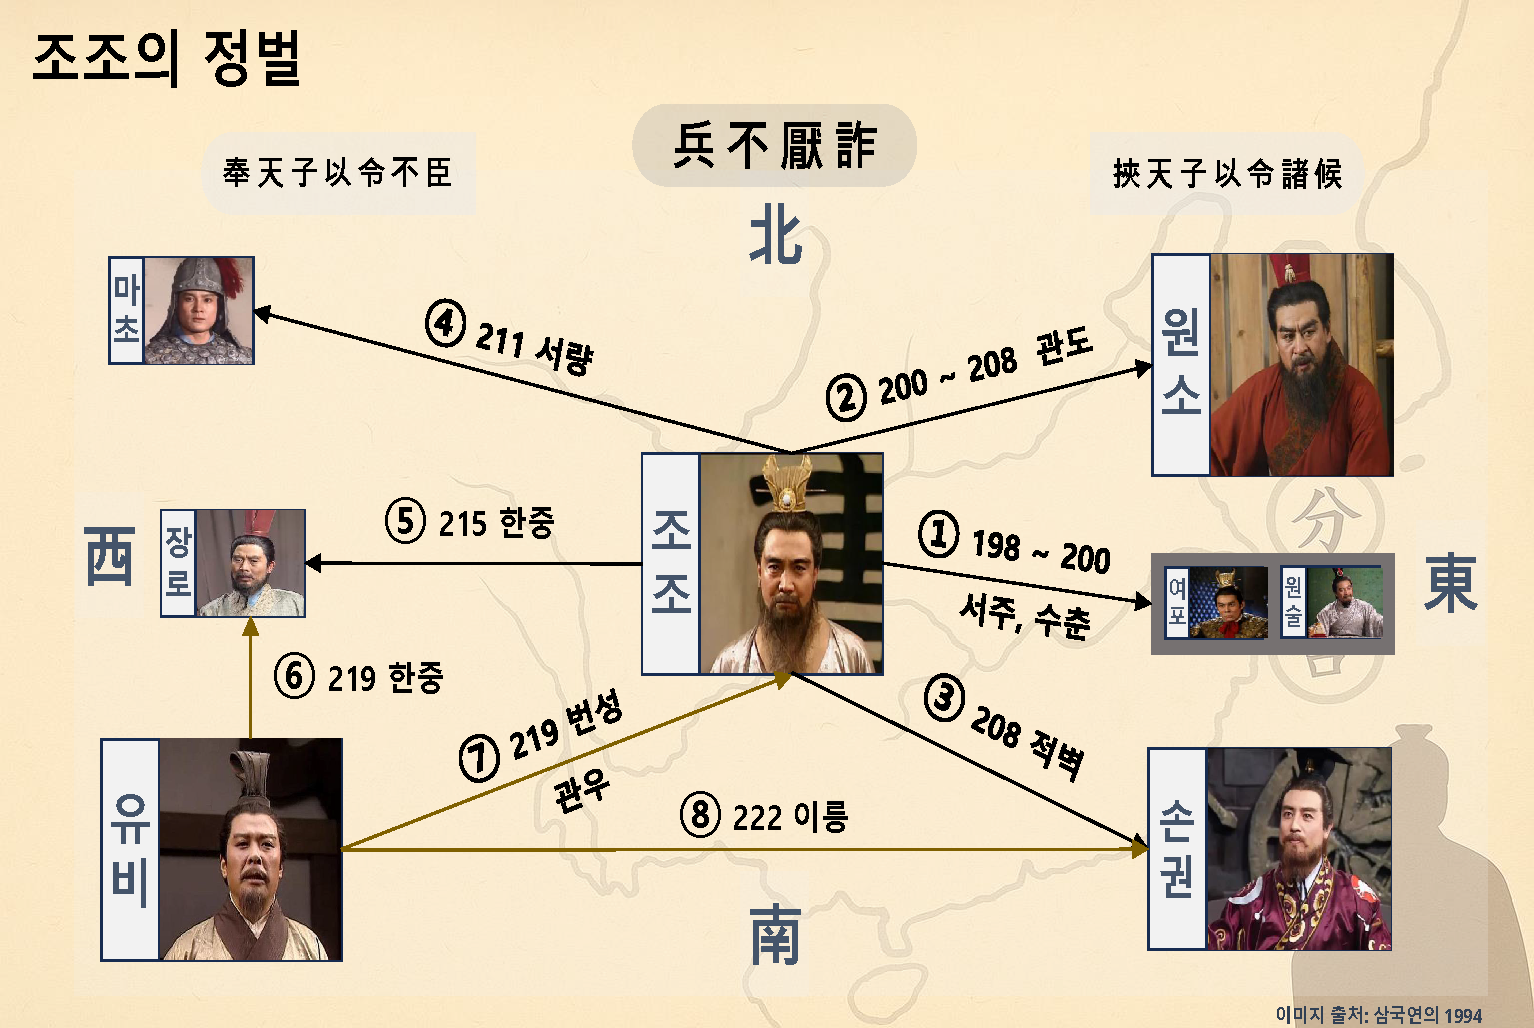 조조의 정벌
兵不厭詐
奉天子以令不臣
挾天子以令諸候
北
마초
④ 211 서량
② 200 ~ 208 관도
원소
西
장로
⑤ 215 한중
조조
① 198 ~ 200
서주, 수춘
分
여포
원술
東
⑥ 219 한중
⑦ 219 번성
관우
③ 208 적벽
유비
⑧ 222 이릉
손권
南
이미지 출처: 삼국연의 1994